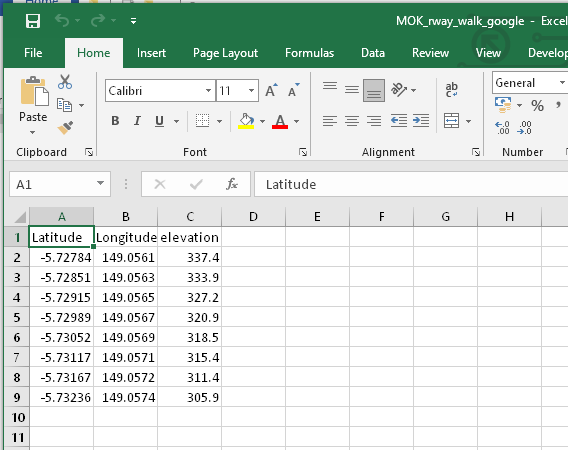 Home
MOK_rway_walk_google - Excel
File Home Insert Page Layout Formulas Data Review View Develop
Calibri 11 A A ab c General
Paste B I U A % ,
.0 .00 .00 .0
Clipboard Font Alignment Number
A1 fx Latitude
A B C D E F G H
1 Latitude Longitude elevation
2 -5.72784 149.0561 337.4
3 -5.72851 149.0563 333.9
4 -5.72915 149.0565 327.2
5 -5.72989 149.0567 320.9
6 -5.73052 149.0569 318.5
7 -5.73117 149.0571 315.4
8 -5.73167 149.0572 311.4
9 -5.73236 149.0574 305.9
10
11